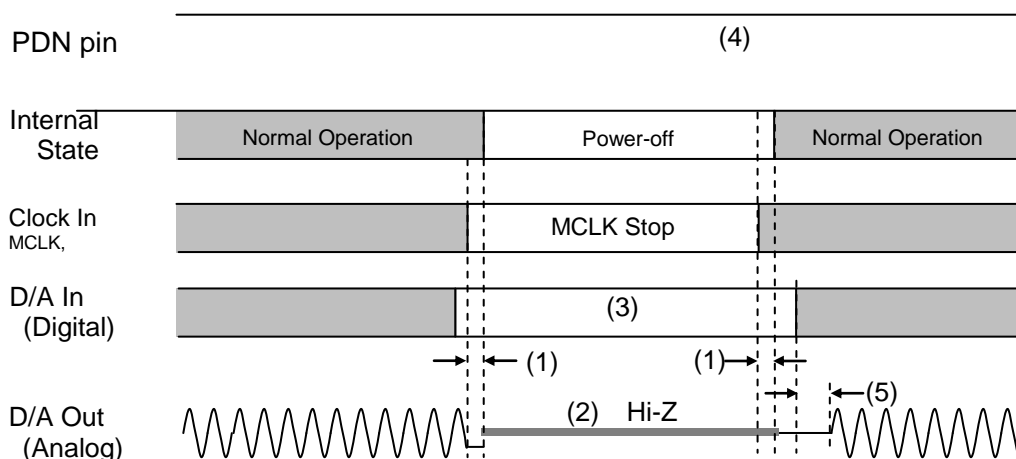 PDN pin
(4)
Internal
State
Normal Operation
Power-off
Normal Operation
Clock In
MCLK,
MCLK Stop
D/A In
(Digital)
(3)
(1)
(1)
(5)
D/A Out
(Analog)
(2)
Hi-Z